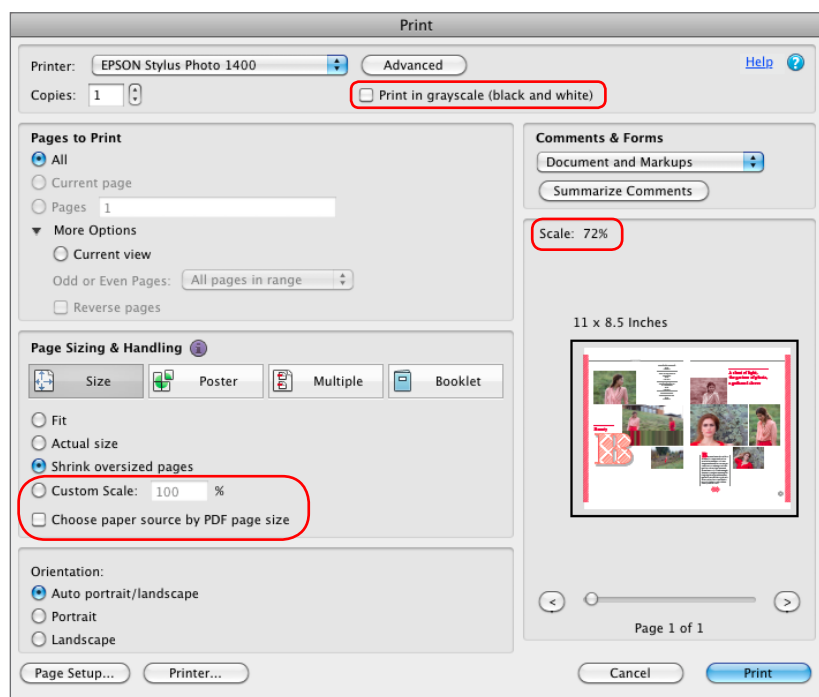 Print
Printer: EPSON Stylus Photo 1400 Advanced Help ?
Copies: 1 Print in grayscale (black and white)
Pages to Print
All
Current page
Pages 1
More Options
Current view
Odd or Even Pages: All pages in range
Reverse pages
Page Sizing & Handling i
Size Poster Multiple Booklet
Fit
Actual size
Shrink oversized pages
Custom Scale: 100 %
Choose paper source by PDF page size
Orientation:
Auto portrait/landscape
Portrait
Landscape
Comments & Forms
Document and Markups
Summarize Comments
Scale: 72%
11 x 8.5 Inches
< >
Page 1 of 1
Page Setup... Printer... Cancel Print